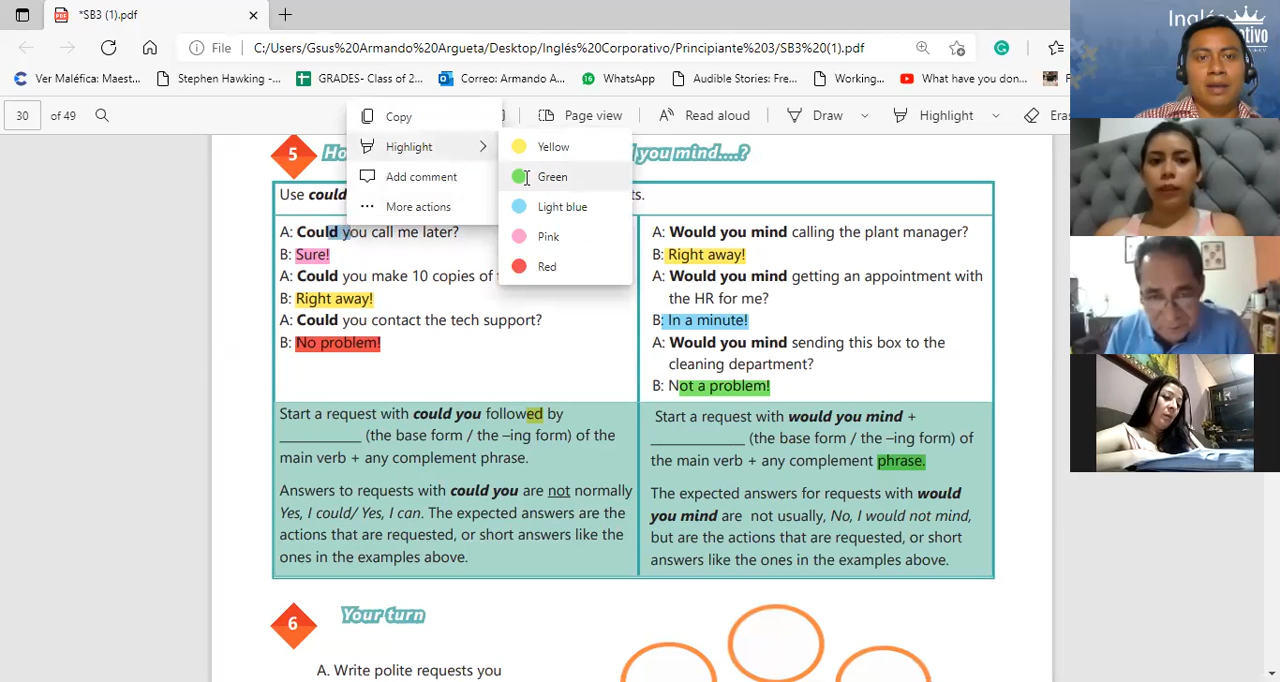 *SB3 (1).pdf
File
C:/Users/Gsus%20Armando%20Argueta/Desktop/Inglés%20Corporativo/Principiante%203/SB3%20(1).pdf
Ver Maléfica: Maest...
Stephen Hawking -...
GRADES- Class of 2...
Correo: Armando A...
WhatsApp
Audible Stories: Fre...
Working...
What have you don...
30 of 49
Page view
Read aloud
Draw
Highlight
Copy
Highlight
Add comment
More actions
Yellow
Green
Light blue
Pink
Red
5
you mind....?
Use could
ts.
A: Could you call me later?
B: Sure!
A: Could you make 10 copies of
B: Right away!
A: Could you contact the tech support?
B: No problem!
A: Would you mind calling the plant manager?
B: Right away!
A: Would you mind getting an appointment with
the HR for me?
B: In a minute!
A: Would you mind sending this box to the
cleaning department?
B: Not a problem!
Start a request with could you followed by
____________ (the base form / the –ing form) of the
main verb + any complement phrase.
Answers to requests with could you are not normally
Yes, I could/ Yes, I can. The expected answers are the
actions that are requested, or short answers like the
ones in the examples above.
Start a request with would you mind +
______________ (the base form / the –ing form) of
the main verb + any complement phrase.
The expected answers for requests with would
you mind are not usually, No, I would not mind,
but are the actions that are requested, or short
answers like the ones in the examples above.
6
Your turn
A. Write polite requests you